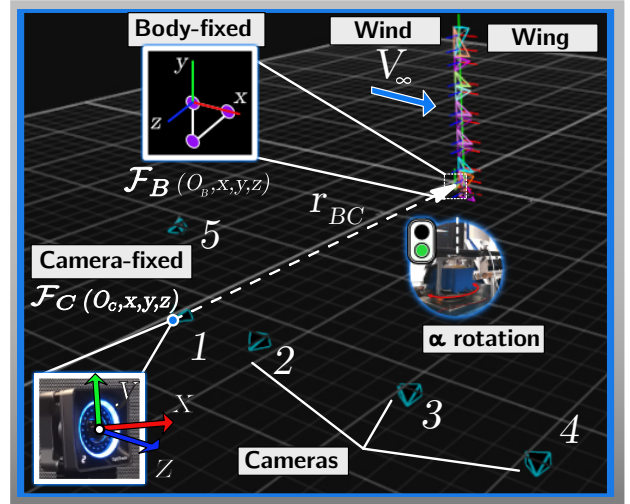 Body-fixed
Wind
Wing
V∞
y
x
z
𝓕B (OB,x,y,z)
rBC
5
Camera-fixed
𝓕C (OC,x,y,z)
1
2
α rotation
3
4
Y
X
Z
Cameras